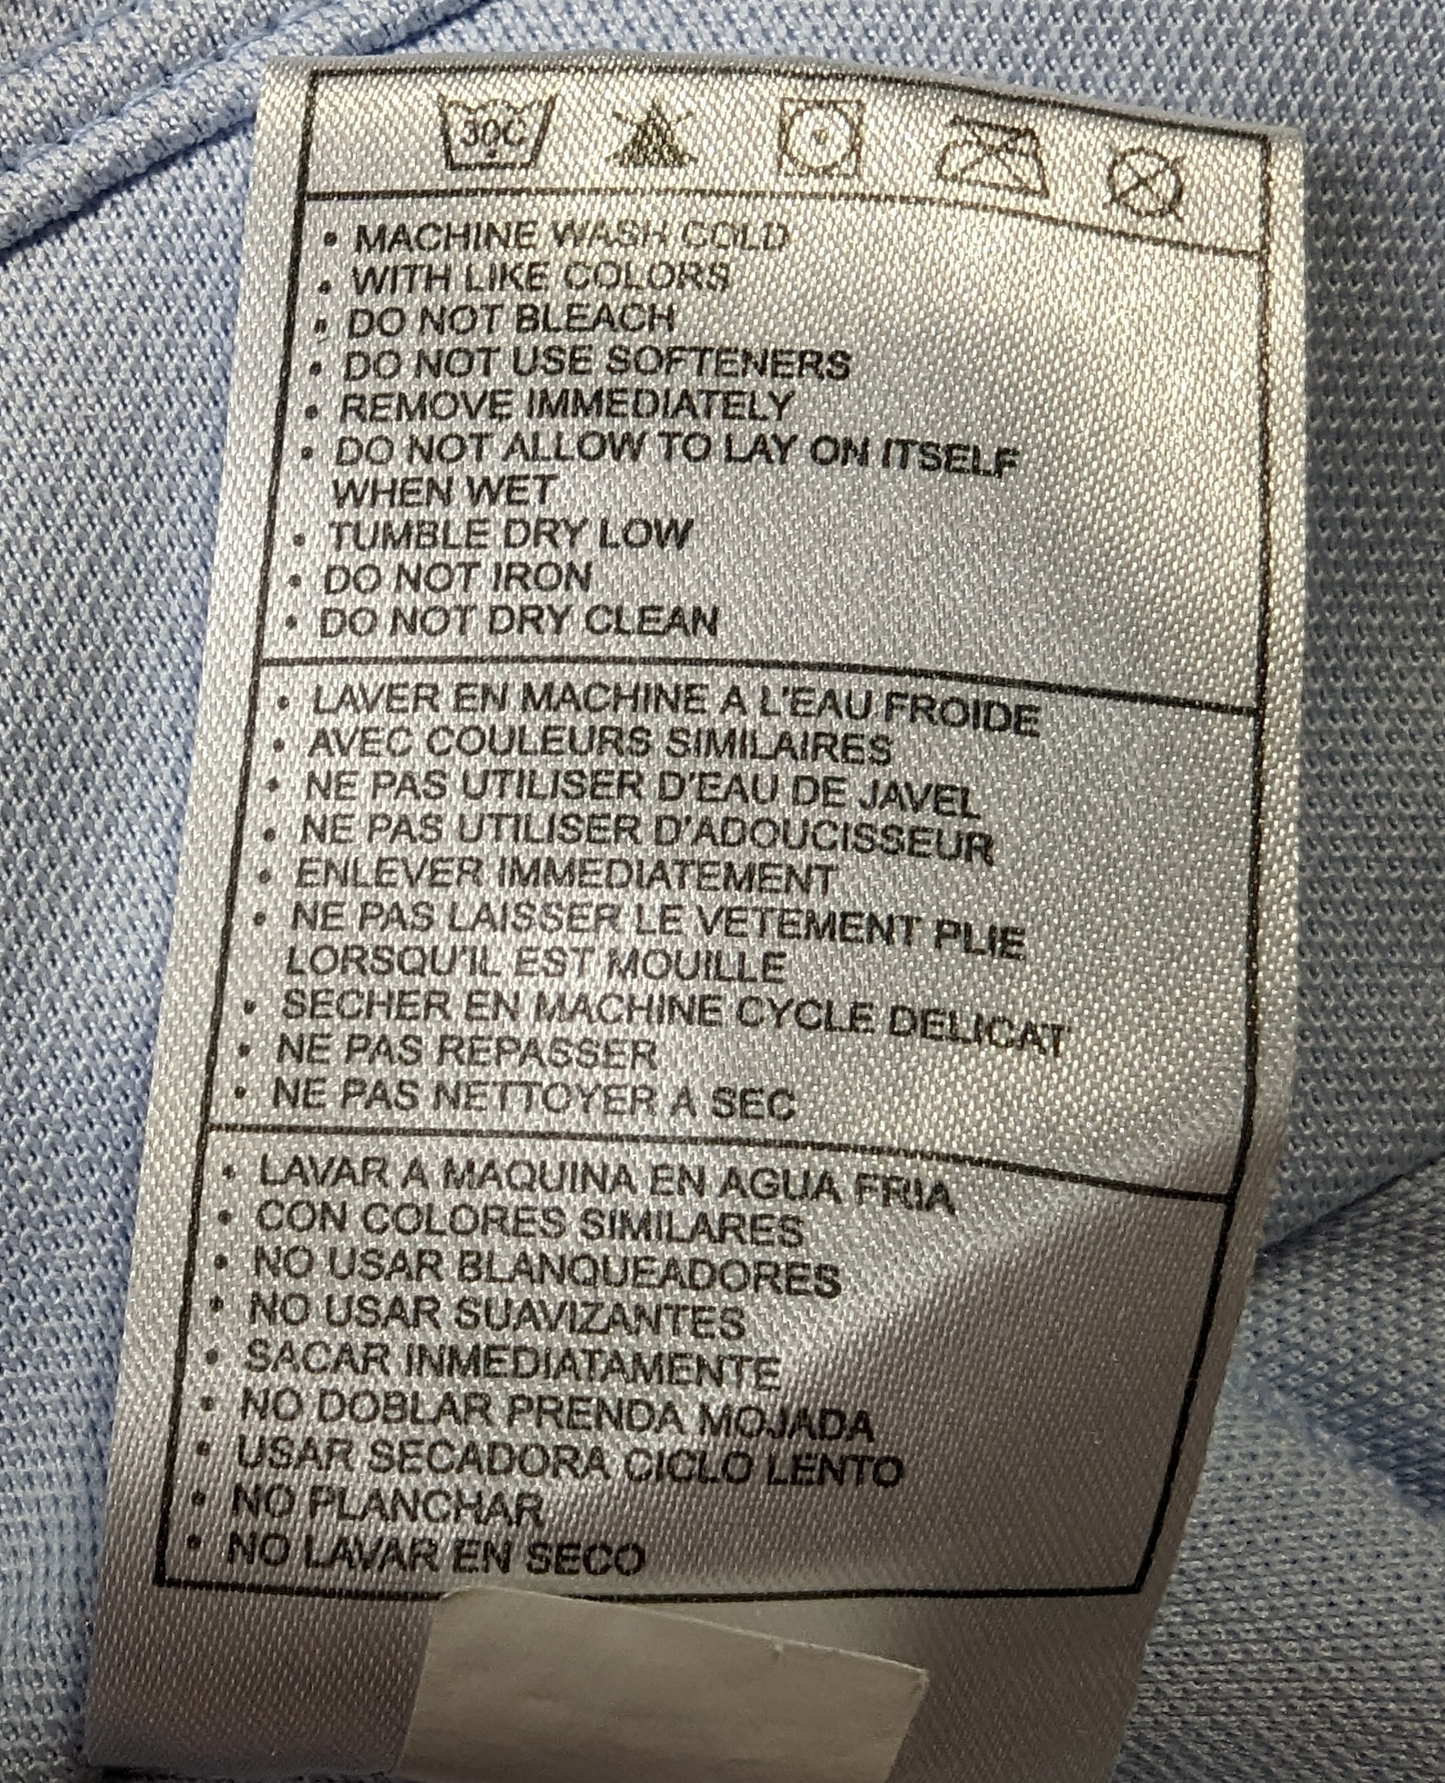 30C
• MACHINE WASH COLD
• WITH LIKE COLORS
• DO NOT BLEACH
• DO NOT USE SOFTENERS
• REMOVE IMMEDIATELY
• DO NOT ALLOW TO LAY ON ITSELF
WHEN WET
• TUMBLE DRY LOW
• DO NOT IRON
• DO NOT DRY CLEAN
• LAVER EN MACHINE A L'EAU FROIDE
• AVEC COULEURS SIMILAIRES
• NE PAS UTILISER D'EAU DE JAVEL
• NE PAS UTILISER D'ADOUCISSEUR
• ENLEVER IMMEDIATEMENT
• NE PAS LAISSER LE VETEMENT PLIE
LORSQU'IL EST MOUILLE
• SECHER EN MACHINE CYCLE DELICAT
• NE PAS REPASSER
• NE PAS NETTOYER A SEC
• LAVAR A MAQUINA EN AGUA FRIA
• CON COLORES SIMILARES
• NO USAR BLANQUEADORES
• NO USAR SUAVIZANTES
• SACAR INMEDIATAMENTE
• NO DOBLAR PRENDA MOJADA
• USAR SECADORA CICLO LENTO
• NO PLANCHAR
• NO LAVAR EN SECO